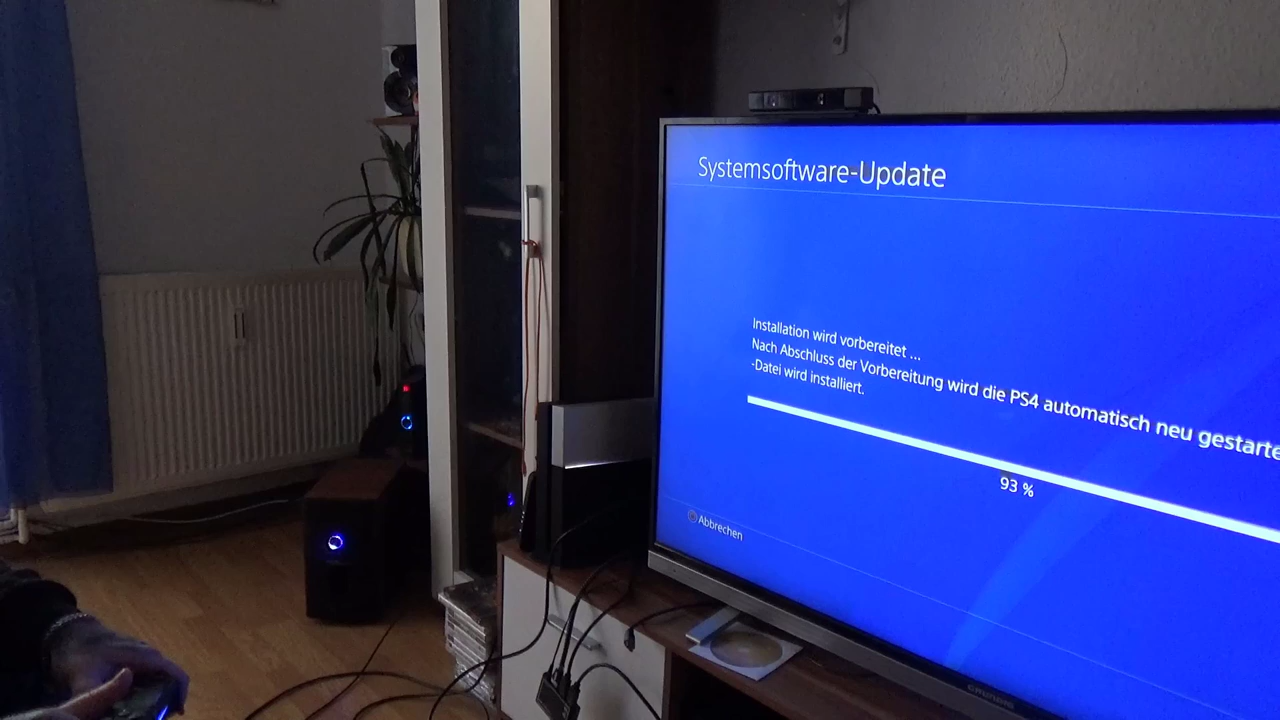 Systemsoftware-Update
Installation wird vorbereitet ...
Nach Abschluss der Vorbereitung wird die PS4 automatisch neu gestarte
-Datei wird installiert.
93 %
Abbrechen
GRUNDIG